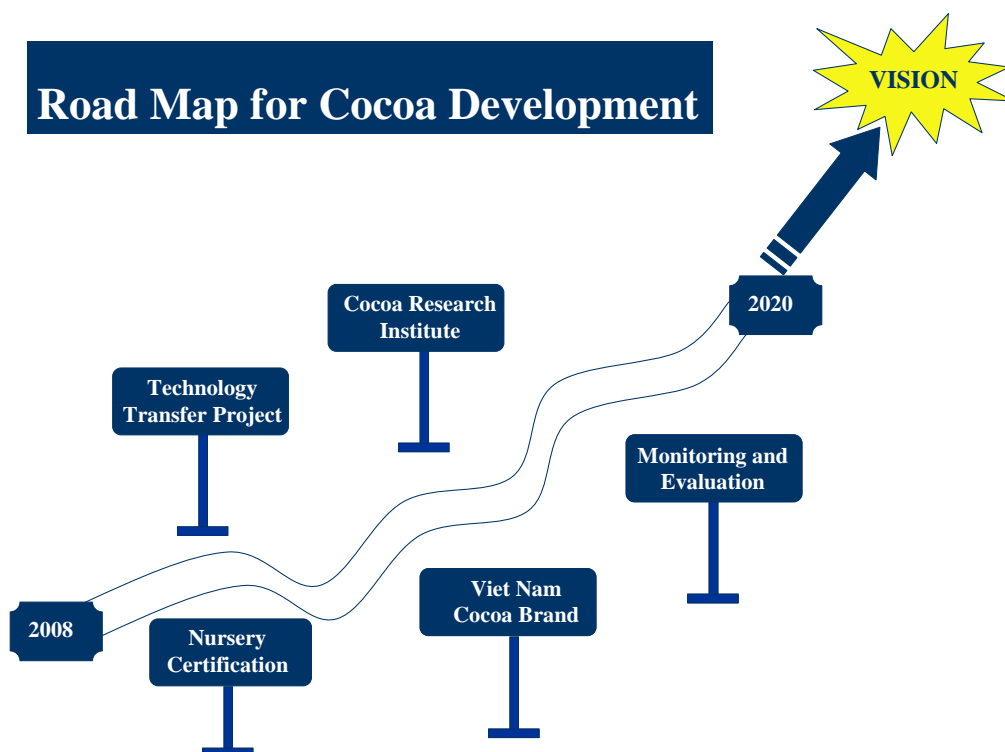 Road Map for Cocoa Development
VISION
2020
Cocoa Research
Institute
Technology
Transfer Project
Monitoring and
Evaluation
Viet Nam
Cocoa Brand
2008
Nursery
Certification